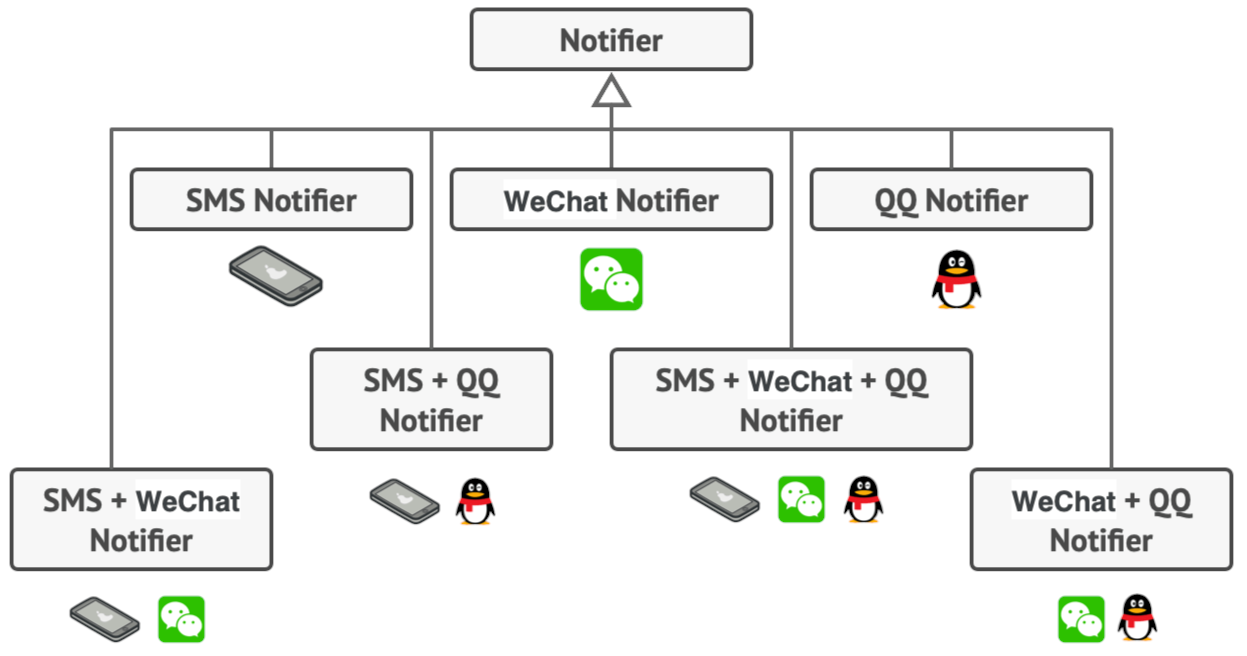 Notifier
SMS Notifier
WeChat Notifier
QQ Notifier
SMS + QQ
Notifier
SMS + WeChat + QQ
Notifier
SMS + WeChat
Notifier
WeChat + QQ
Notifier